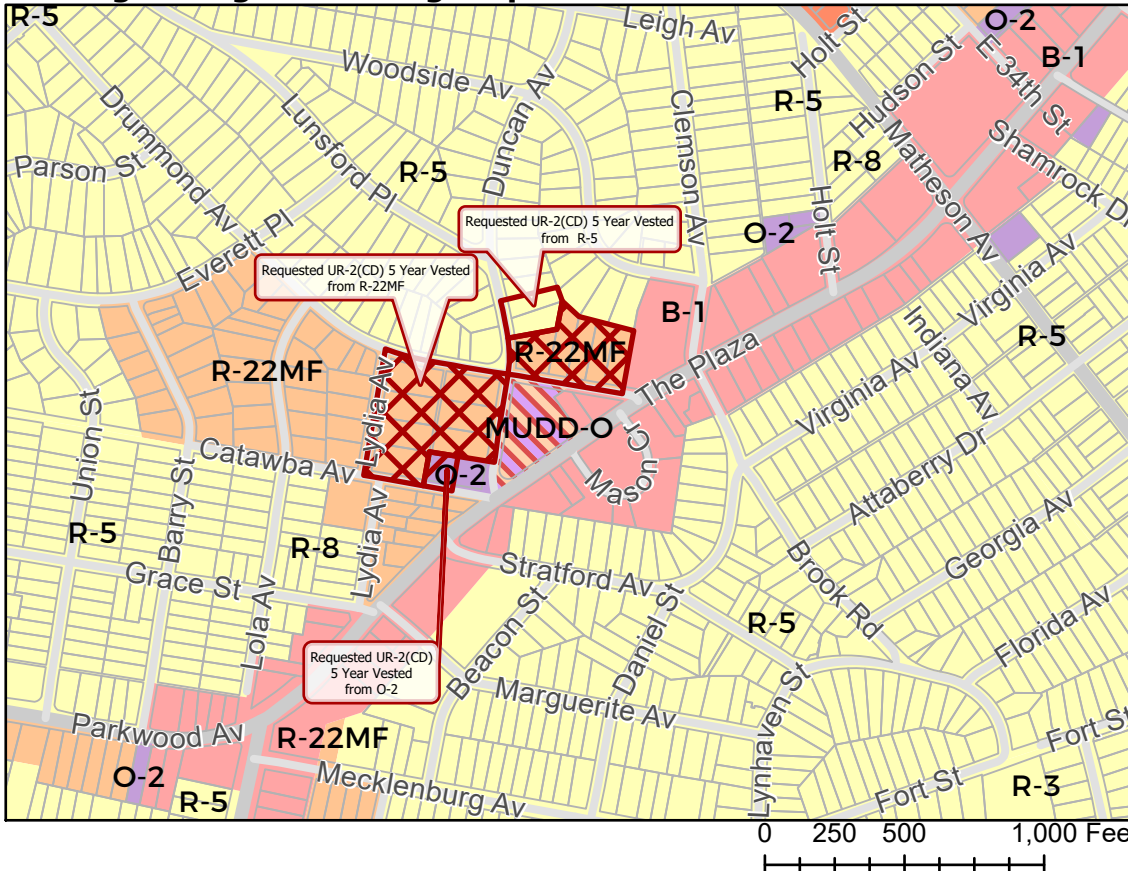 R-5
Leigh Av
Holt St
O-2
B-1
Woodside Av
Duncan Av
Hudson St
E 34th St
Drummond Av
Lunsford Pl
Clemson Av
R-5
Shamrock Dr
Parson St
R-5
R-8
Matheson Av
Everett Pl
Requested UR-2(CD) 5 Year Vested
from R-5
Holt St
O-2
Requested UR-2(CD) 5 Year Vested
from R-22MF
Virginia Av
B-1
R-5
R-22MF
R-22MF
The Plaza
Indiana Av
Lydia Av
Virginia Av
MUDD-O
Union St
Barry St
Catawba Av
O-2
Mason Cr
Attaberry Dr
Georgia Av
R-5
R-8
Lydia Av
Grace St
Lola Av
Stratford Av
Brook Rd
Beacon St
Daniel St
R-5
Florida Av
Requested UR-2(CD)
5 Year Vested
from O-2
Marguerite Av
Lynhaven St
Parkwood Av
R-22MF
Fort St
O-2
R-5
Mecklenburg Av
Fort St
R-3
0 250 500 1,000 Fee